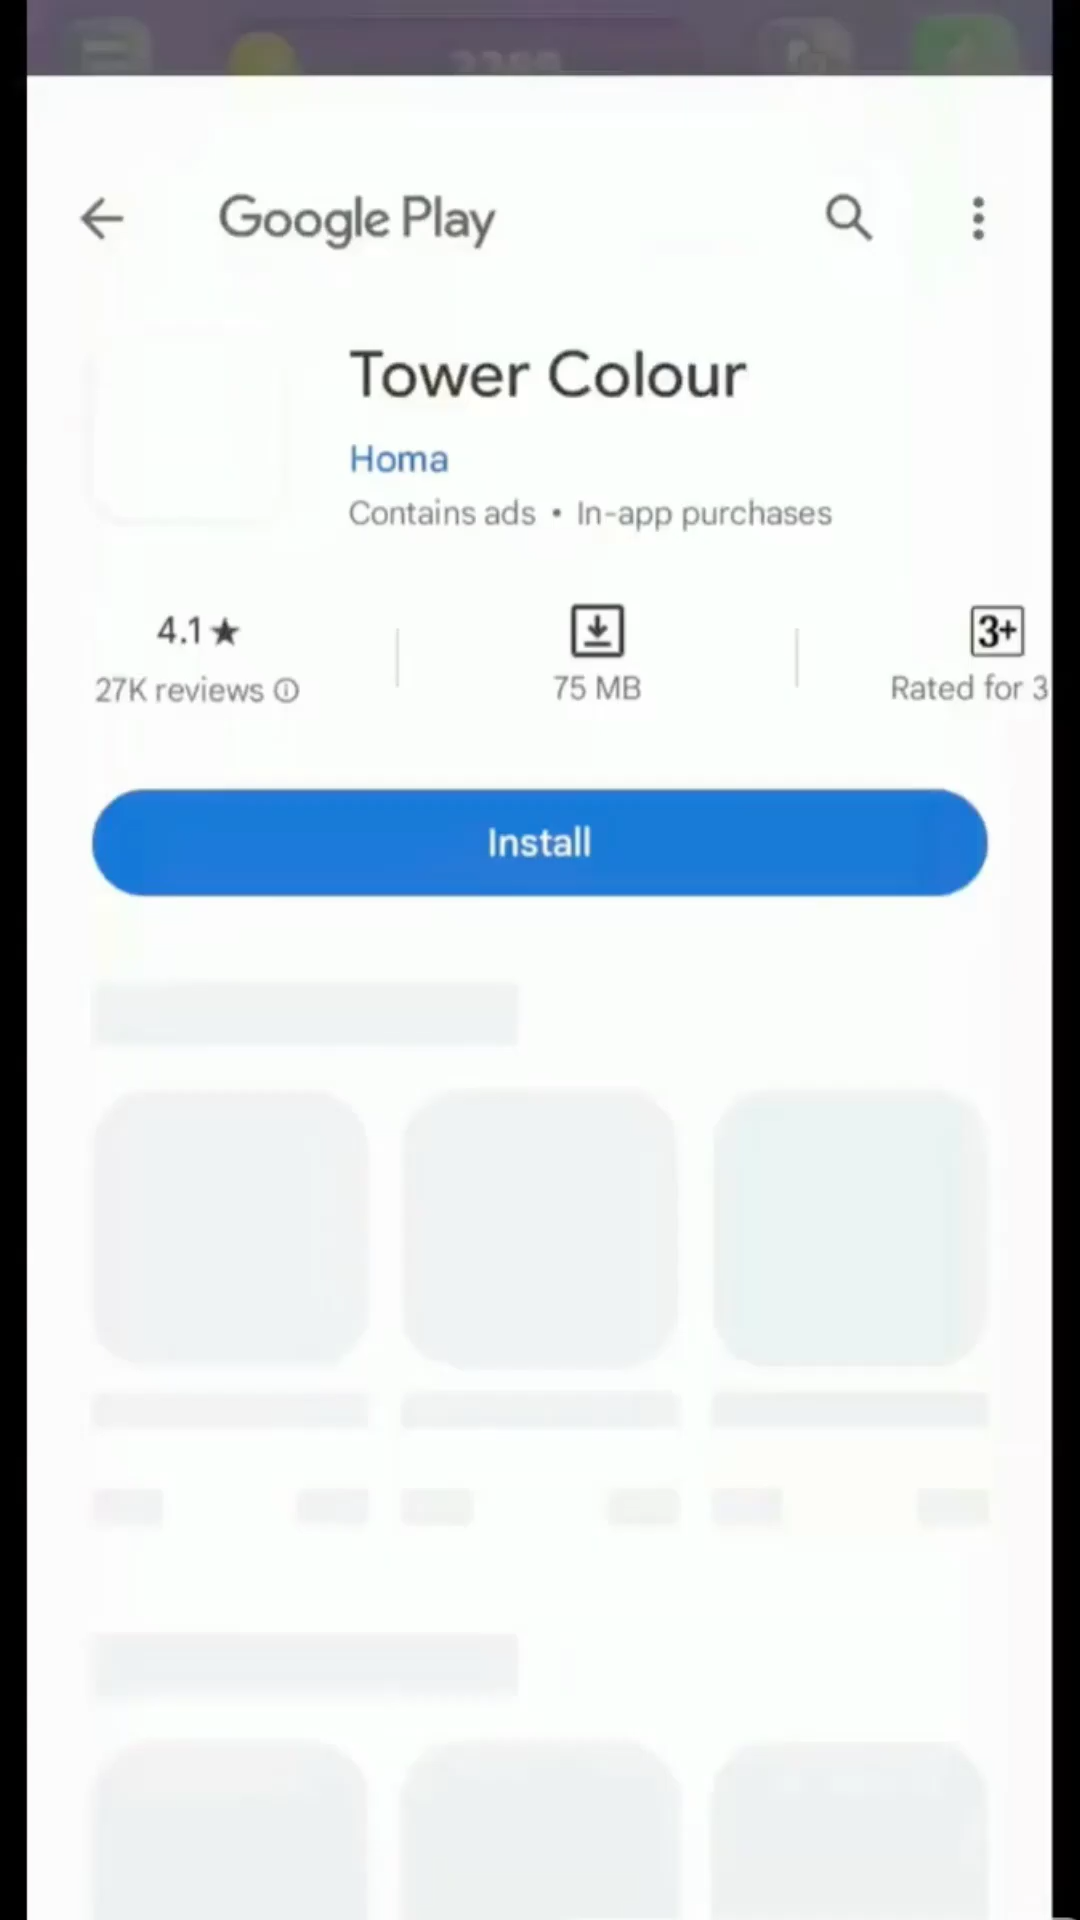 Google Play
Tower Colour
Homa
Contains ads • In-app purchases
4.1★
27K reviews
75 MB
3+
Rated for 3
Install